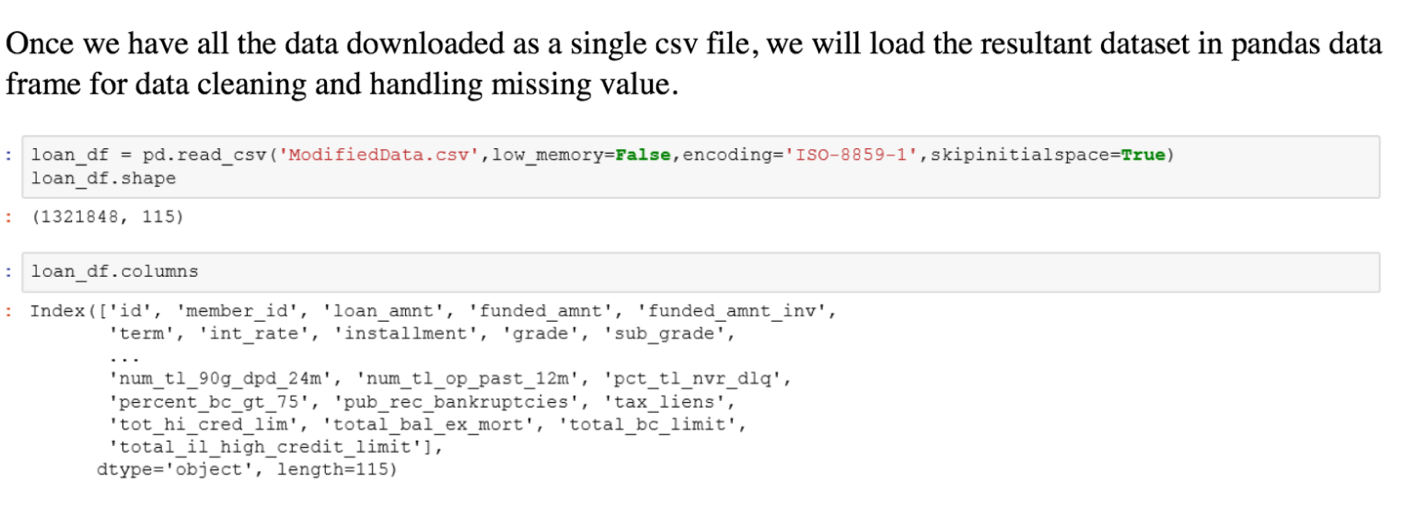 Once we have all the data downloaded as a single csv file, we will load the resultant dataset in pandas data
frame for data cleaning and handling missing value.
: loan_df = pd.read_csv('ModifiedData.csv',low_memory=False,encoding='ISO-8859-1',skipinitialspace=True)
loan_df.shape
: (1321848, 115)
: loan_df.columns
: Index(['id', 'member_id', 'loan_amnt', 'funded_amnt', 'funded_amnt_inv',
'term', 'int_rate', 'installment', 'grade', 'sub_grade',
...
'num_tl_90g_dpd_24m', 'num_tl_op_past_12m', 'pct_tl_nvr_dlq',
'percent_bc_gt_75', 'pub_rec_bankruptcies', 'tax_liens',
'tot_hi_cred_lim', 'total_bal_ex_mort', 'total_bc_limit',
'total_il_high_credit_limit'],
dtype='object', length=115)